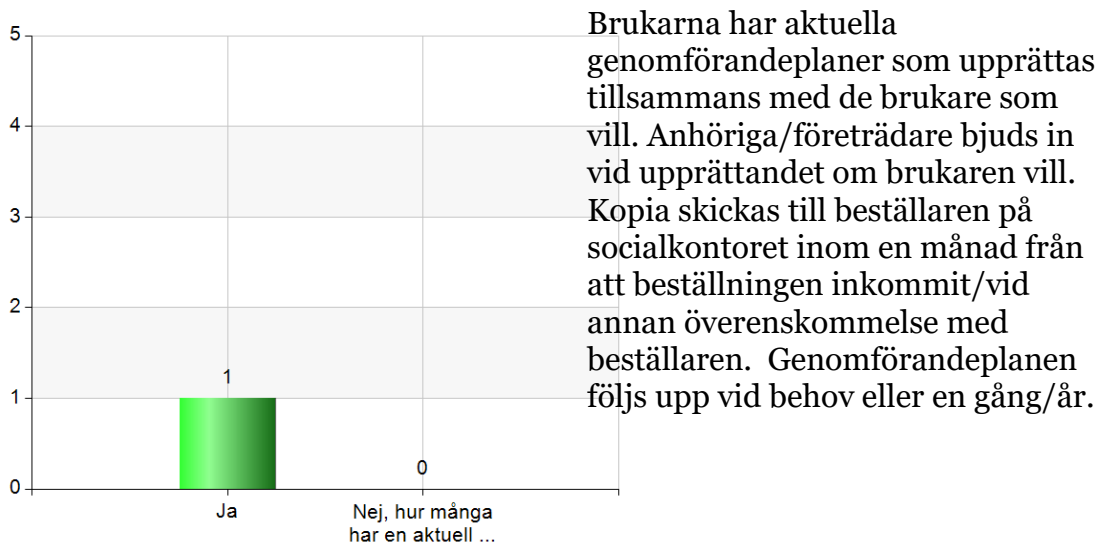 5
4
3
2
1
0
1
0
Ja
Nej, hur många
har en aktuell ...
Brukarna har aktuella
genomförandeplaner som upprättas
tillsammans med de brukare som
vill. Anhöriga/företrädare bjuds in
vid upprättandet om brukaren vill.
Kopia skickas till beställaren på
socialkontoret inom en månad från
att beställningen inkommit/vid
annan överenskommelse med
beställaren.  Genomförandeplanen
följs upp vid behov eller en gång/år.